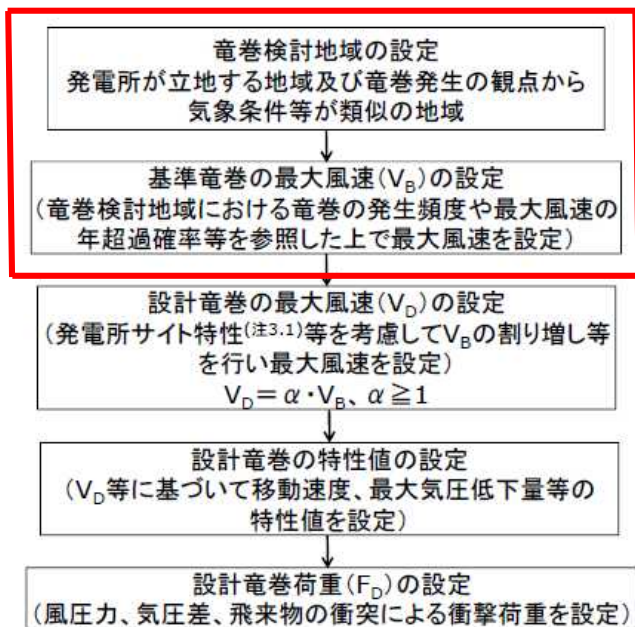 竜巻検討地域の設定
発電所が立地する地域及び竜巻発生の観点から
気象条件等が類似の地域
基準竜巻の最大風速(VB)の設定
(竜巻検討地域における竜巻の発生頻度や最大風速の
年超過確率等を参照した上で最大風速を設定)
設計竜巻の最大風速(VD)の設定
(発電所サイト特性(注3.1)等を考慮してVBの割り増し等
を行い最大風速を設定)
VD=α・VB、α≧1
設計竜巻の特性値の設定
(VD等に基づいて移動速度、最大気圧低下量等の
特性値を設定)
設計竜巻荷重(FD)の設定
(風圧力、気圧差、飛来物の衝突による衝撃荷重を設定)